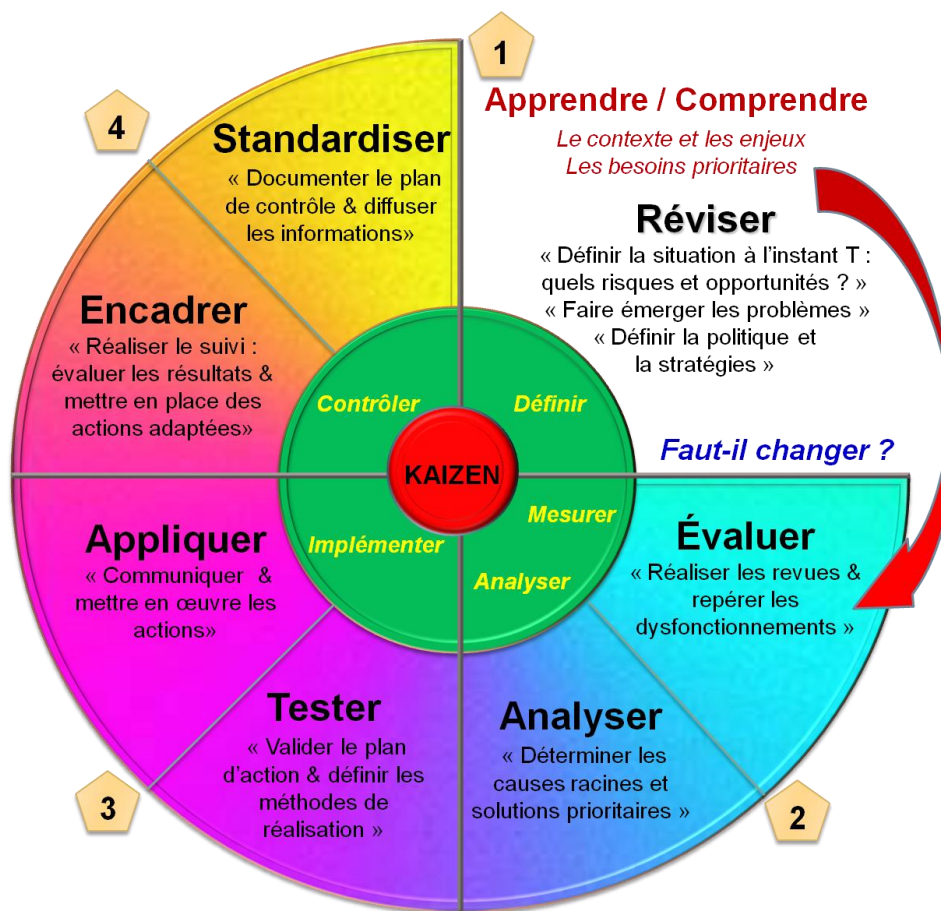 1
Apprendre / Comprendre
Le contexte et les enjeux
Les besoins prioritaires
Réviser
« Définir la situation à l'instant T :
quels risques et opportunités ? »
« Faire émerger les problèmes »
« Définir la politique et
la stratégies »
Faut-il changer ?
Évaluer
« Réaliser les revues &
repérer les
dysfonctionnements »
2
Analyser
« Déterminer les
causes racines et
solutions prioritaires »
Tester
« Valider le plan
d'action & définir les
méthodes de
réalisation »
3
Appliquer
« Communiquer &
mettre en œuvre les
actions»
Encadrer
« Réaliser le suivi :
évaluer les résultats &
mettre en place des
actions adaptées»
4
Standardiser
« Documenter le plan
de contrôle & diffuser
les informations»
Définir
Mesurer
Analyser
Implémenter
Contrôler
KAIZEN